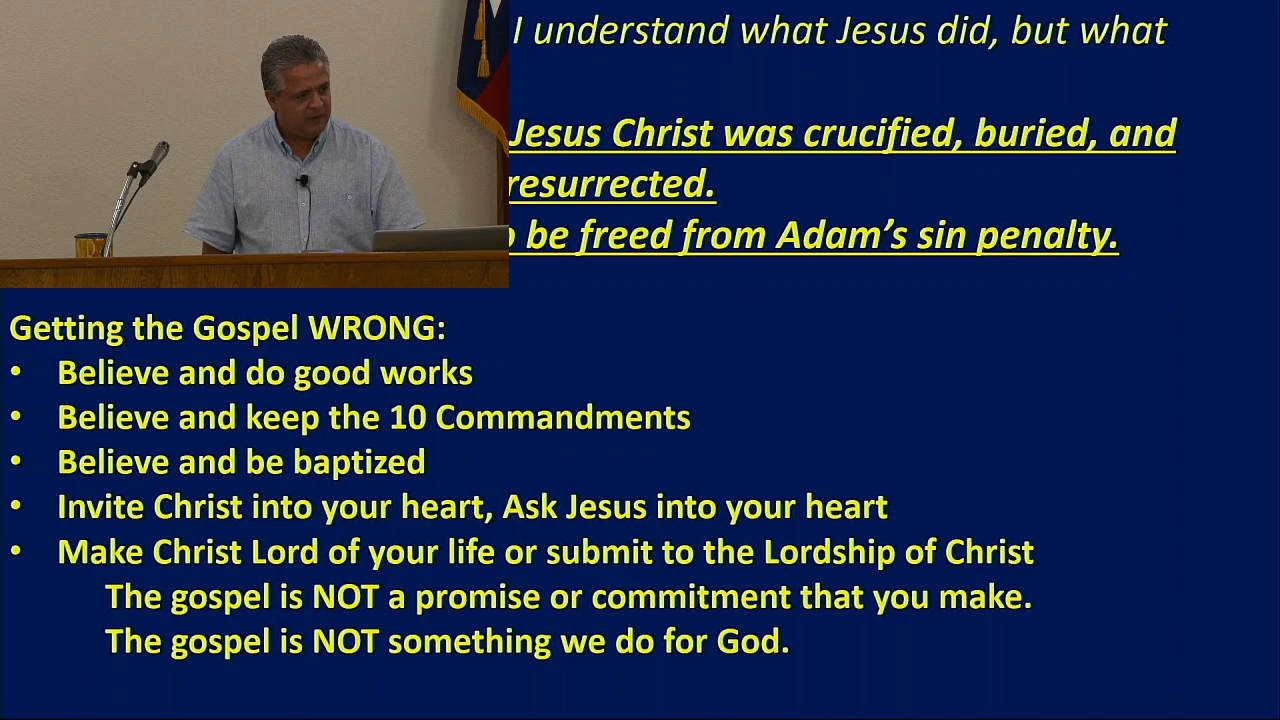 I understand what Jesus did, but what
Jesus Christ was crucified, buried, and
resurrected.
be freed from Adam’s sin penalty.
Getting the Gospel WRONG:
• Believe and do good works
• Believe and keep the 10 Commandments
• Believe and be baptized
• Invite Christ into your heart, Ask Jesus into your heart
• Make Christ Lord of your life or submit to the Lordship of Christ
The gospel is NOT a promise or commitment that you make.
The gospel is NOT something we do for God.